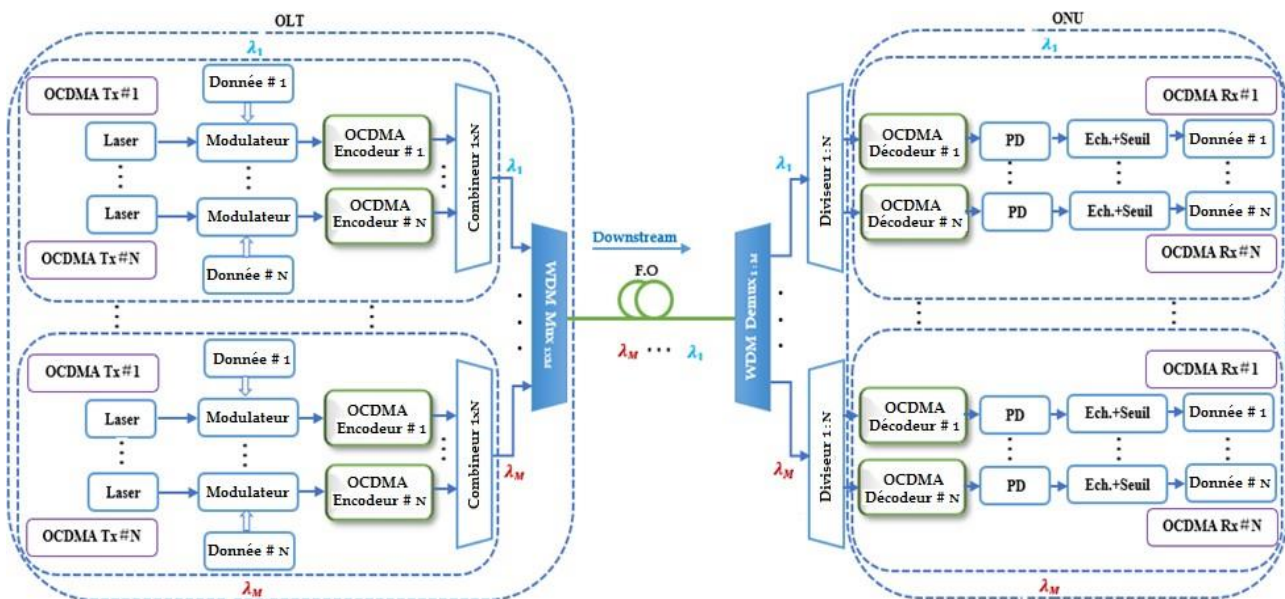 OLT
λ1
OCDMA Tx#1
Donnée # 1
Laser
Modulateur
OCDMA
Encodeur # 1
Laser
Modulateur
OCDMA
Encodeur # N
OCDMA Tx#N
Donnée # N
Combineur 1xN
λ1
OCDMA Tx#1
Donnée # 1
Laser
Modulateur
OCDMA
Encodeur # 1
Laser
Modulateur
OCDMA
Encodeur # N
OCDMA Tx#N
Donnée # N
Combineur 1xN
λM
λM
WDM Mux
Downstream
F.O
λM ... λ1
WDM Demux 1:M
λ1
λM
ONU
λ1
Diviseur 1:N
OCDMA Rx#1
OCDMA
Décodeur # 1
PD
Ech.+Seuil
Donnée # 1
OCDMA
Décodeur # N
PD
Ech.+Seuil
Donnée # N
OCDMA Rx#N
Diviseur 1:N
OCDMA Rx#1
OCDMA
Décodeur # 1
PD
Ech.+Seuil
Donnée # 1
OCDMA
Décodeur # N
PD
Ech.+Seuil
Donnée # N
OCDMA Rx#N
λM